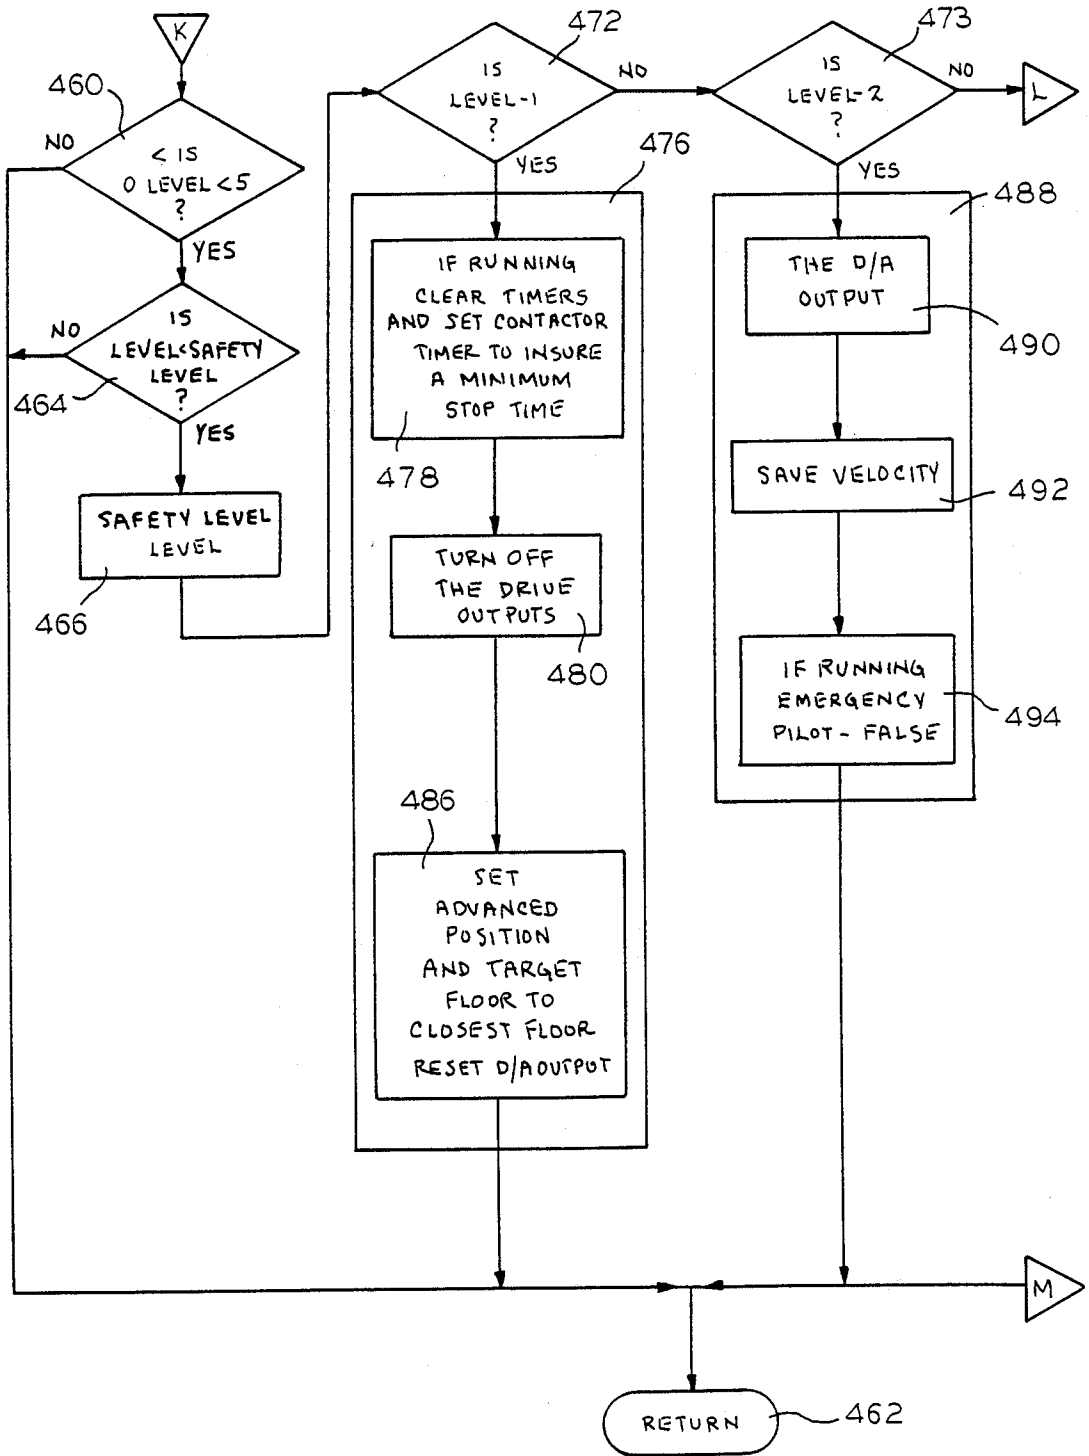 K
460
NO
< IS
0 LEVEL < 5
?
YES
NO
IS
LEVEL<SAFETY
LEVEL
?
464
YES
SAFETY LEVEL
LEVEL
466
472
IS
LEVEL-1
?
NO
YES
476
IF RUNNING
CLEAR TIMERS
AND SET CONTACTOR
TIMER TO INSURE
A MINIMUM
STOP TIME
478
TURN OFF
THE DRIVE
OUTPUTS
480
486
SET
ADVANCED
POSITION
AND TARGET
FLOOR TO
CLOSEST FLOOR
RESET D/A OUTPUT
473
IS
LEVEL-2
?
NO
L
YES
488
THE D/A
OUTPUT
490
SAVE VELOCITY
492
IF RUNNING
EMERGENCY
PILOT- FALSE
494
M
RETURN
462